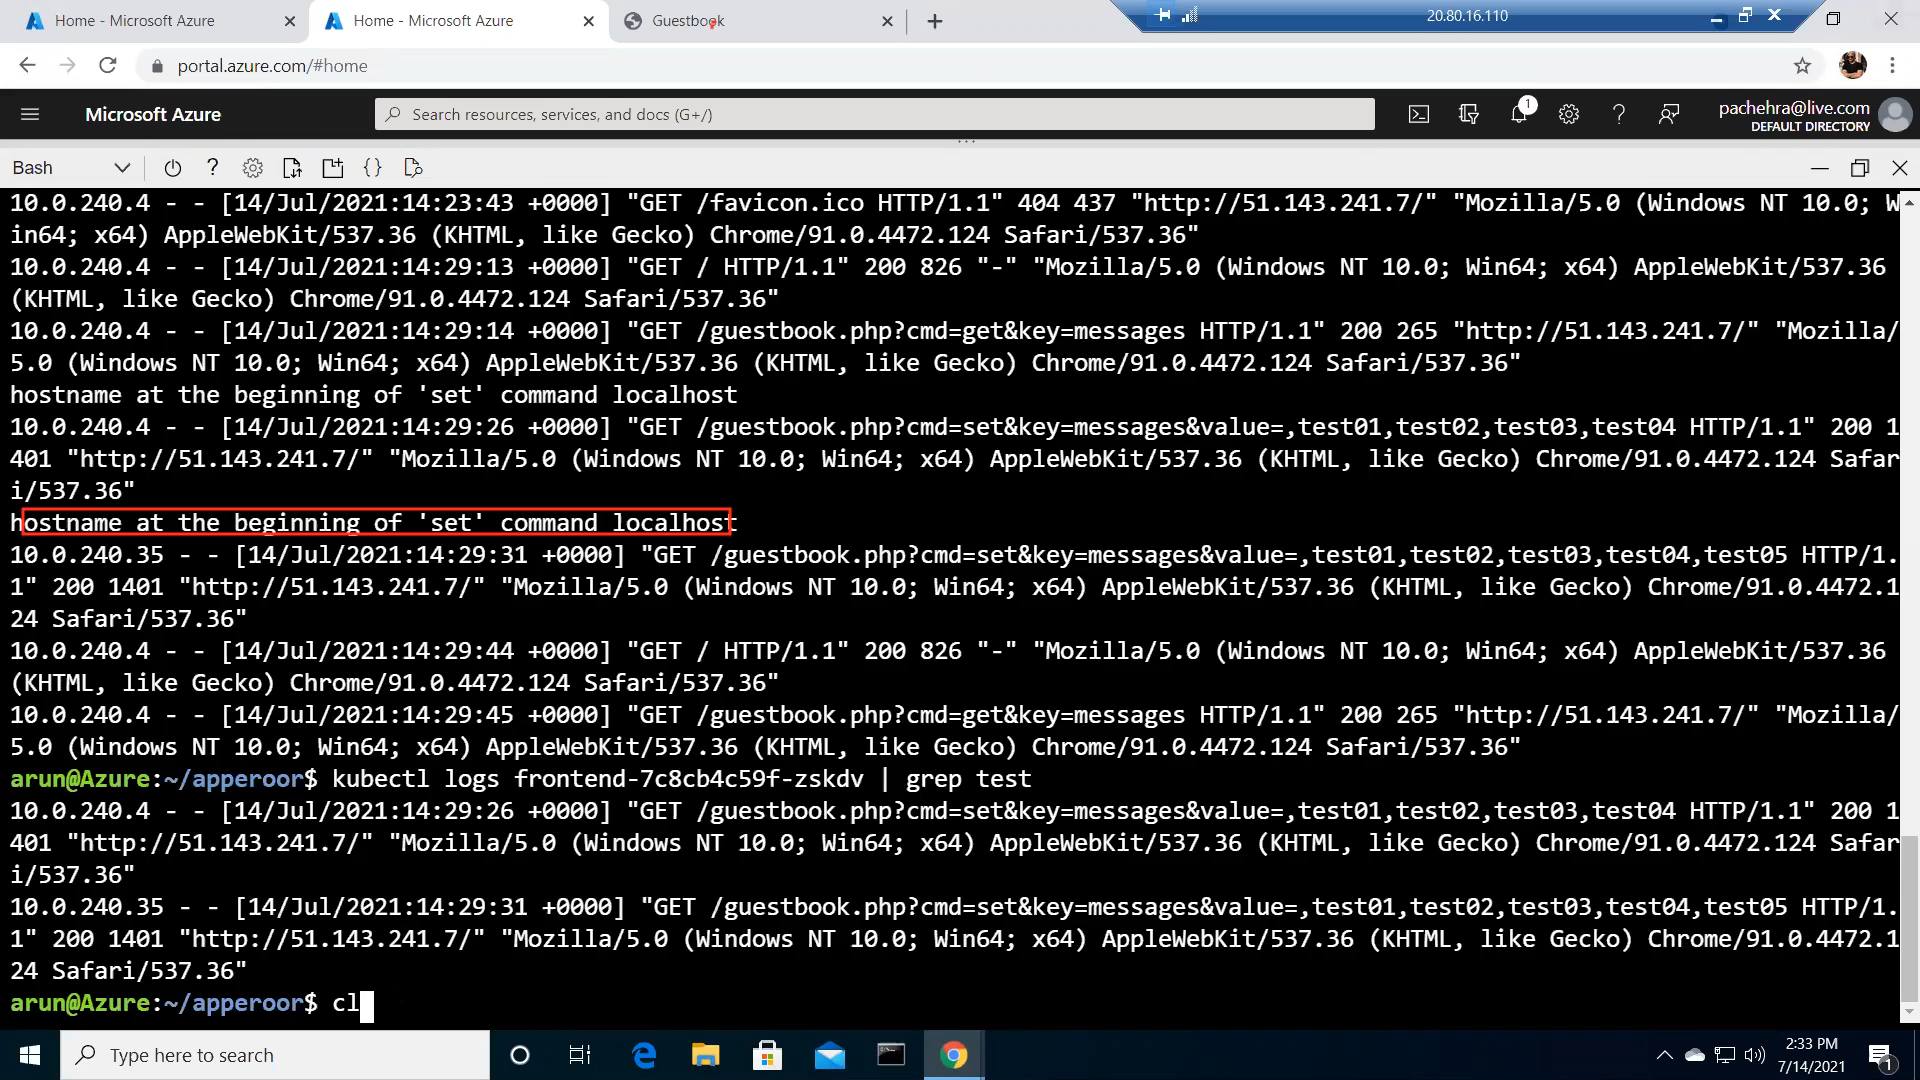 Home - Microsoft Azure
Home - Microsoft Azure
Guestbook
20.80.16.110
portal.azure.com/#home
Microsoft Azure
Search resources, services, and docs (G+/)
1
pachehra@live.com
DEFAULT DIRECTORY
Bash
10.0.240.4 - - [14/Jul/2021:14:23:43 +0000] "GET /favicon.ico HTTP/1.1" 404 437 "http://51.143.241.7/" "Mozilla/5.0 (Windows NT 10.0; W
in64; x64) AppleWebKit/537.36 (KHTML, like Gecko) Chrome/91.0.4472.124 Safari/537.36"
10.0.240.4 - - [14/Jul/2021:14:29:13 +0000] "GET / HTTP/1.1" 200 826 "-" "Mozilla/5.0 (Windows NT 10.0; Win64; x64) AppleWebKit/537.36
(KHTML, like Gecko) Chrome/91.0.4472.124 Safari/537.36"
10.0.240.4 - - [14/Jul/2021:14:29:14 +0000] "GET /guestbook.php?cmd=get&key=messages HTTP/1.1" 200 265 "http://51.143.241.7/" "Mozilla/
5.0 (Windows NT 10.0; Win64; x64) AppleWebKit/537.36 (KHTML, like Gecko) Chrome/91.0.4472.124 Safari/537.36"
hostname at the beginning of 'set' command localhost
10.0.240.4 - - [14/Jul/2021:14:29:26 +0000] "GET /guestbook.php?cmd=set&key=messages&value=,test01,test02,test03,test04 HTTP/1.1" 200 1
401 "http://51.143.241.7/" "Mozilla/5.0 (Windows NT 10.0; Win64; x64) AppleWebKit/537.36 (KHTML, like Gecko) Chrome/91.0.4472.124 Safar
i/537.36"
hostname at the beginning of 'set' command localhost
10.0.240.35 - - [14/Jul/2021:14:29:31 +0000] "GET /guestbook.php?cmd=set&key=messages&value=,test01,test02,test03,test04,test05 HTTP/1.
1" 200 1401 "http://51.143.241.7/" "Mozilla/5.0 (Windows NT 10.0; Win64; x64) AppleWebKit/537.36 (KHTML, like Gecko) Chrome/91.0.4472.1
24 Safari/537.36"
10.0.240.4 - - [14/Jul/2021:14:29:44 +0000] "GET / HTTP/1.1" 200 826 "-" "Mozilla/5.0 (Windows NT 10.0; Win64; x64) AppleWebKit/537.36
(KHTML, like Gecko) Chrome/91.0.4472.124 Safari/537.36"
10.0.240.4 - - [14/Jul/2021:14:29:45 +0000] "GET /guestbook.php?cmd=get&key=messages HTTP/1.1" 200 265 "http://51.143.241.7/" "Mozilla/
5.0 (Windows NT 10.0; Win64; x64) AppleWebKit/537.36 (KHTML, like Gecko) Chrome/91.0.4472.124 Safari/537.36"
arun@Azure:~/apperoor$ kubectl logs frontend-7c8cb4c59f-zskdv | grep test
10.0.240.4 - - [14/Jul/2021:14:29:26 +0000] "GET /guestbook.php?cmd=set&key=messages&value=,test01,test02,test03,test04 HTTP/1.1" 200 1
401 "http://51.143.241.7/" "Mozilla/5.0 (Windows NT 10.0; Win64; x64) AppleWebKit/537.36 (KHTML, like Gecko) Chrome/91.0.4472.124 Safar
i/537.36"
10.0.240.35 - - [14/Jul/2021:14:29:31 +0000] "GET /guestbook.php?cmd=set&key=messages&value=,test01,test02,test03,test04,test05 HTTP/1.
1" 200 1401 "http://51.143.241.7/" "Mozilla/5.0 (Windows NT 10.0; Win64; x64) AppleWebKit/537.36 (KHTML, like Gecko) Chrome/91.0.4472.1
24 Safari/537.36"
arun@Azure:~/apperoor$ cl
Type here to search
2:33 PM
7/14/2021
1